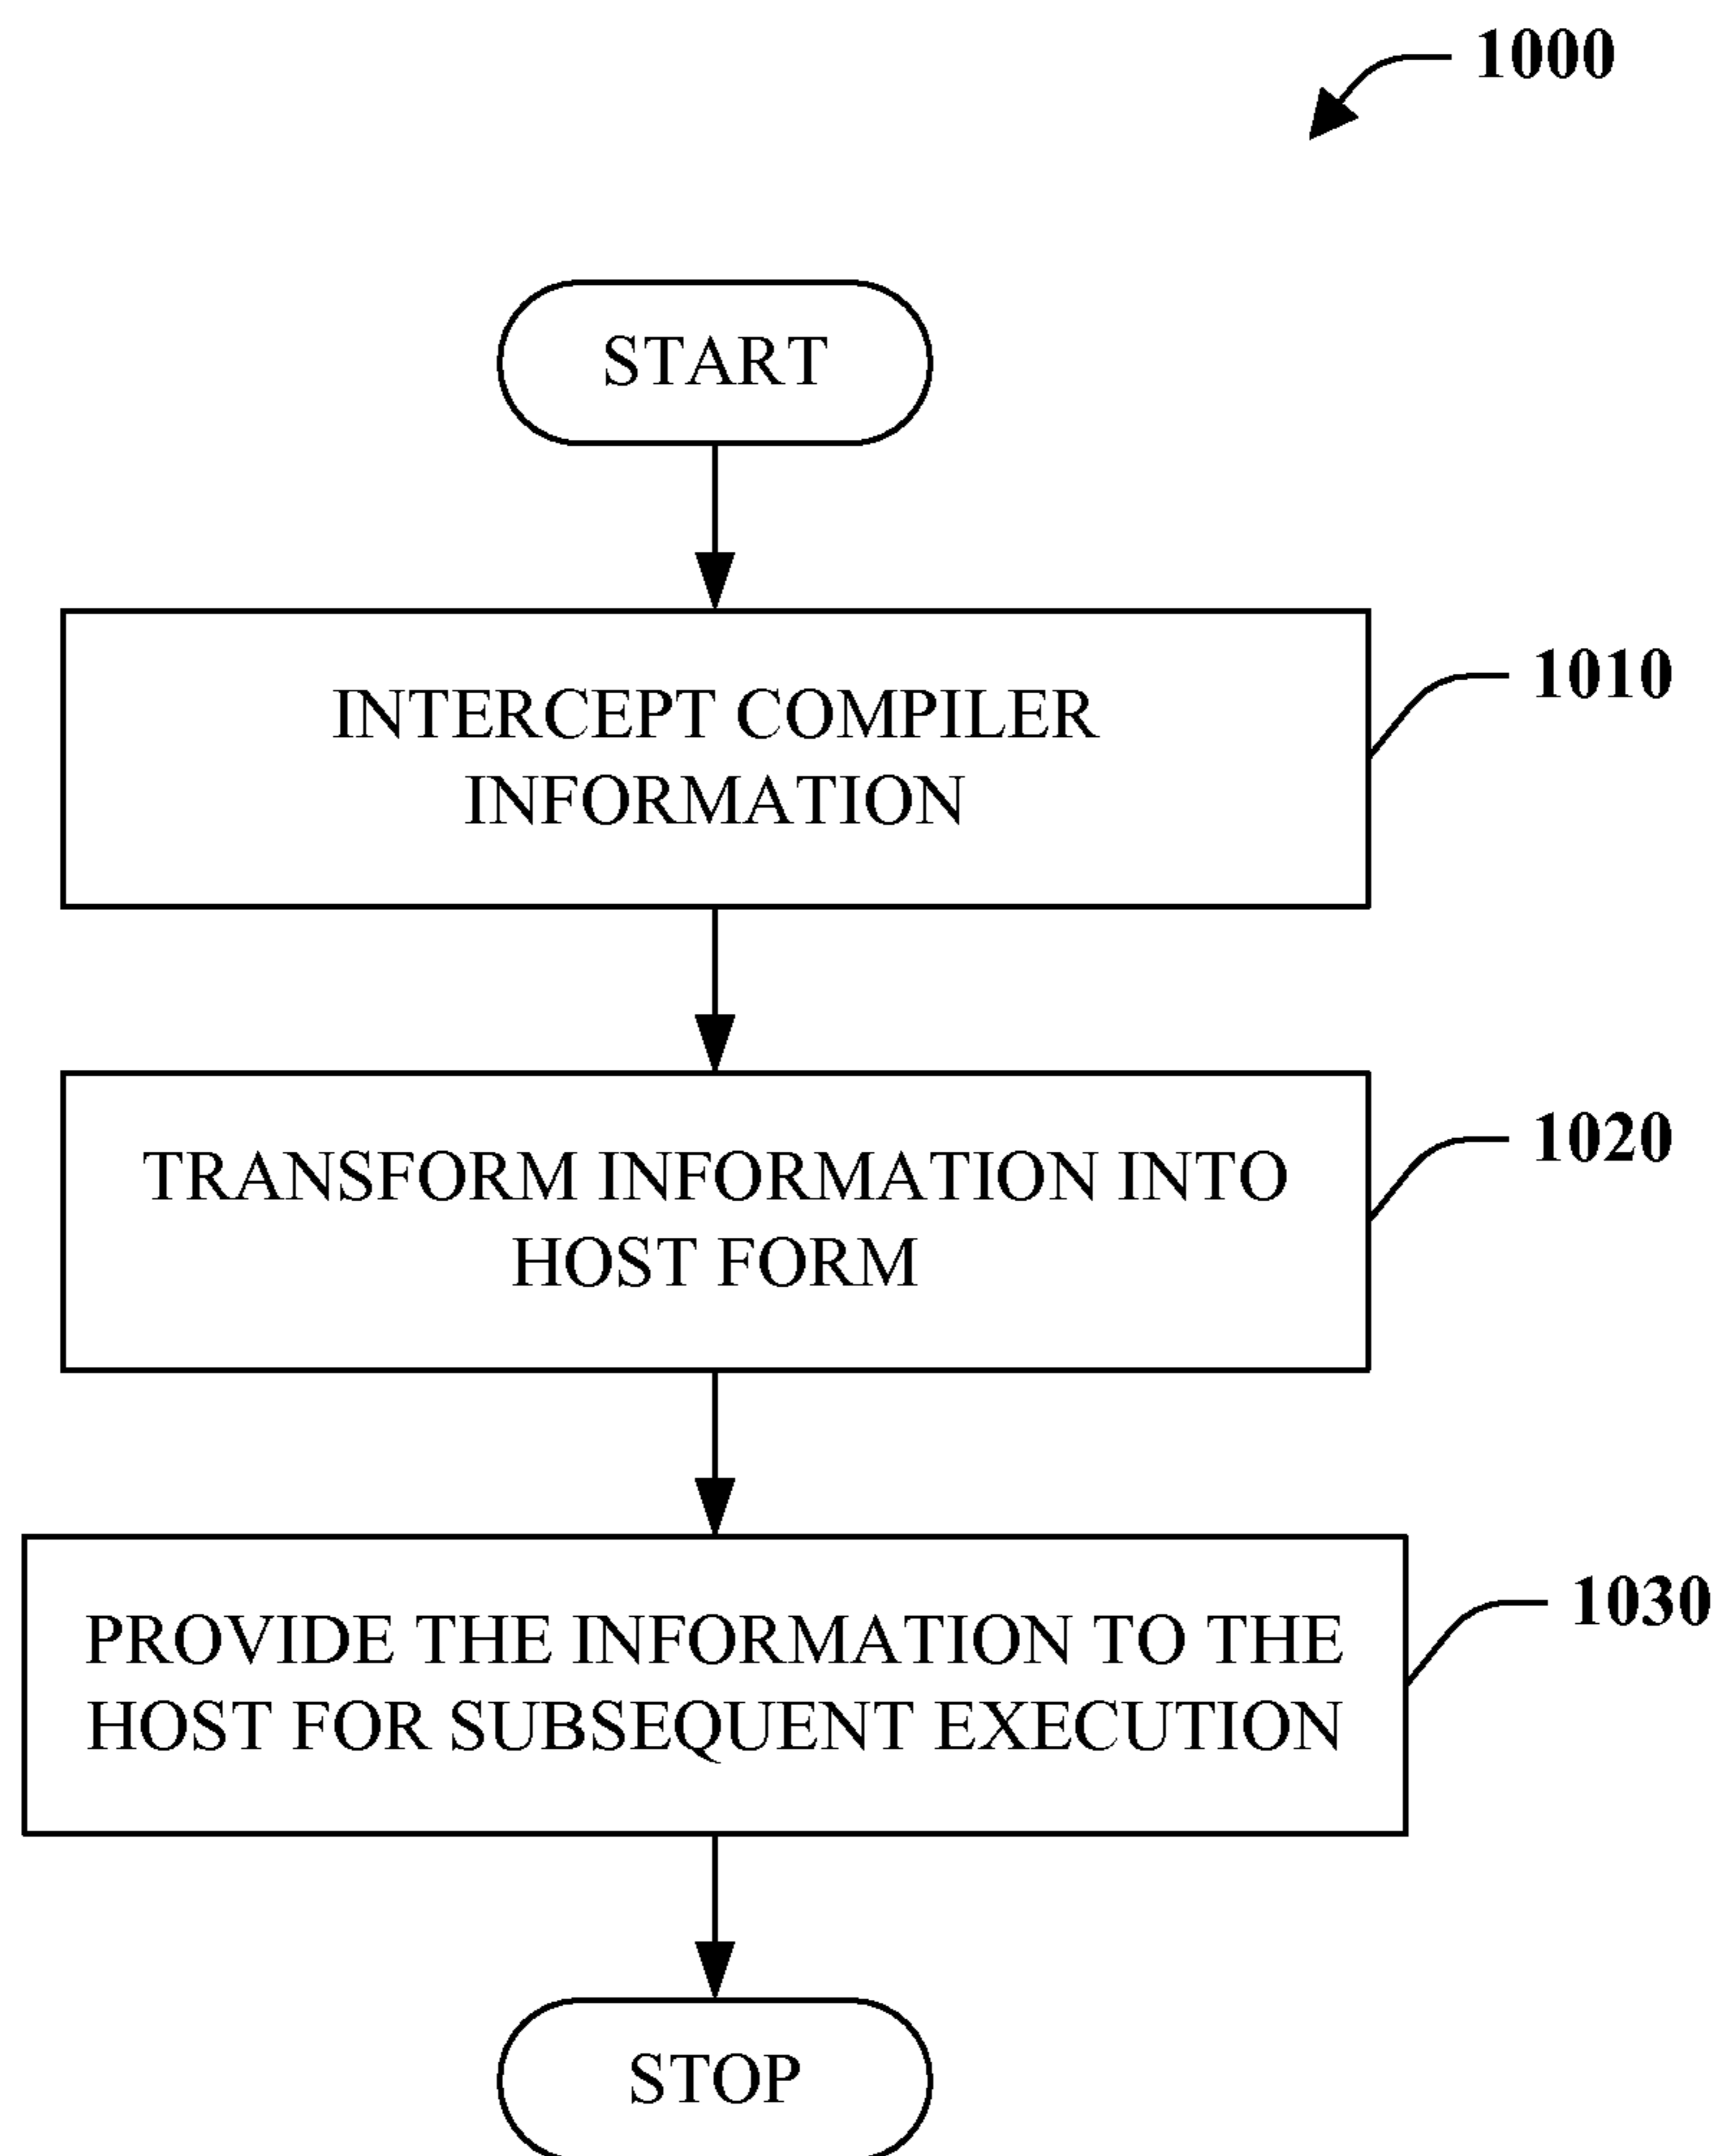 1000
START
INTERCEPT COMPILER
INFORMATION
1010
TRANSFORM INFORMATION INTO
HOST FORM
1020
PROVIDE THE INFORMATION TO THE
HOST FOR SUBSEQUENT EXECUTION
1030
STOP